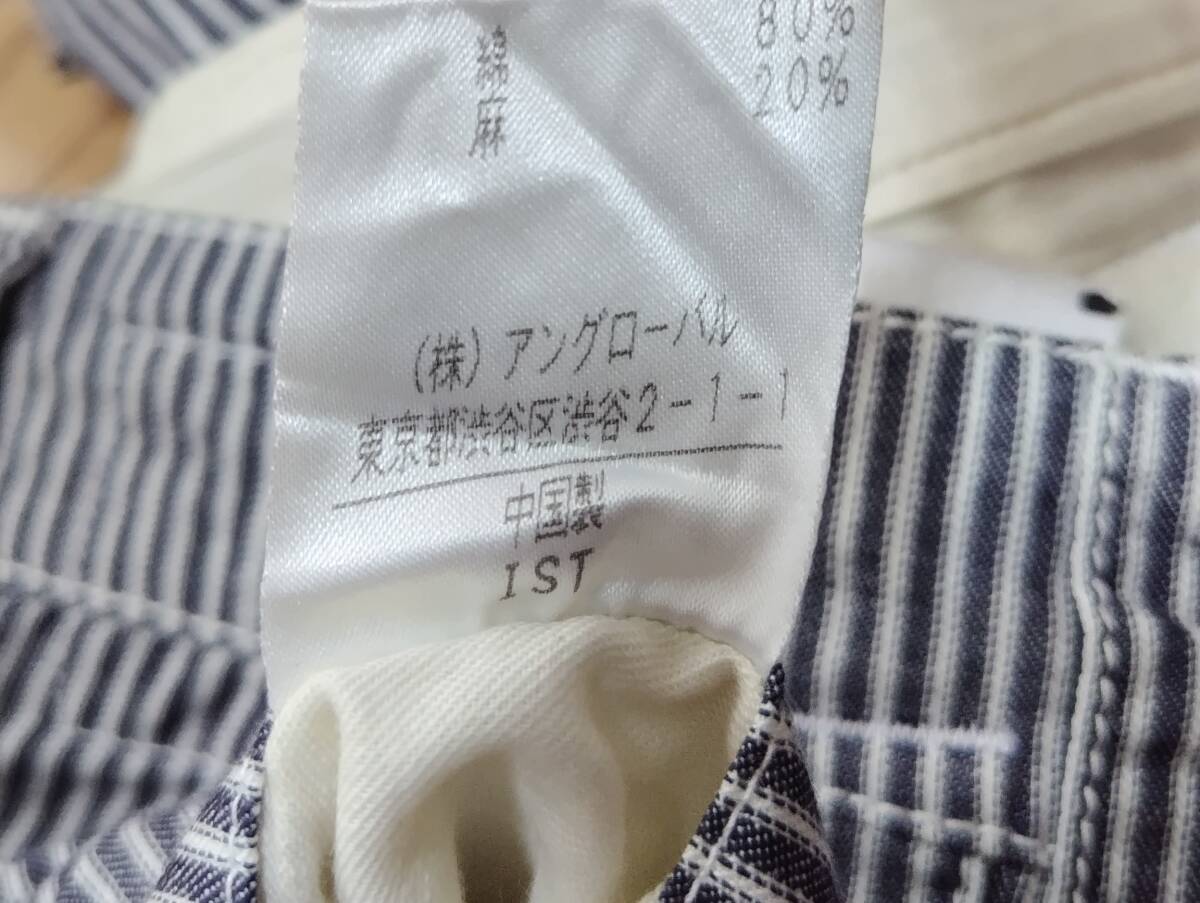 綿 80%
麻 20%
(株)アングローバル
東京都渋谷区渋谷2-1-1
中国製
IST